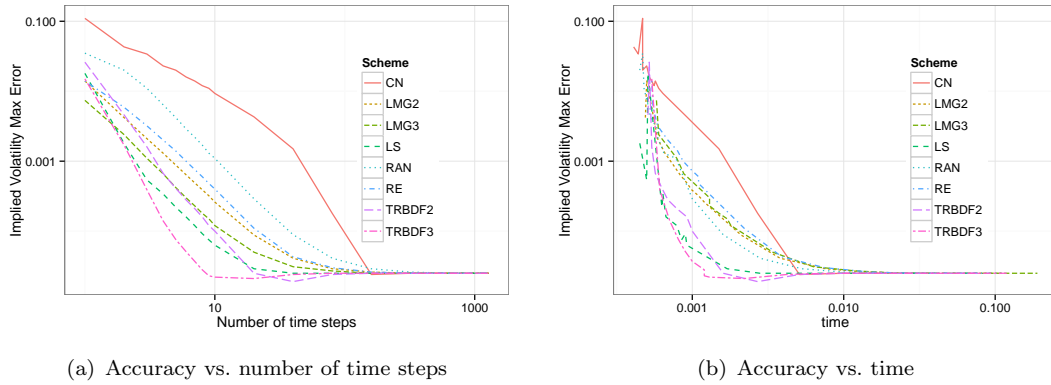 0.100
0.001
Implied Volatility Max Error
10
1000
Number of time steps
Scheme
CN
LMG2
LMG3
LS
RAN
RE
TRBDF2
TRBDF3
(a) Accuracy vs. number of time steps
0.100
0.001
Implied Volatility Max Error
0.001
0.010
0.100
time
Scheme
CN
LMG2
LMG3
LS
RAN
RE
TRBDF2
TRBDF3
(b) Accuracy vs. time